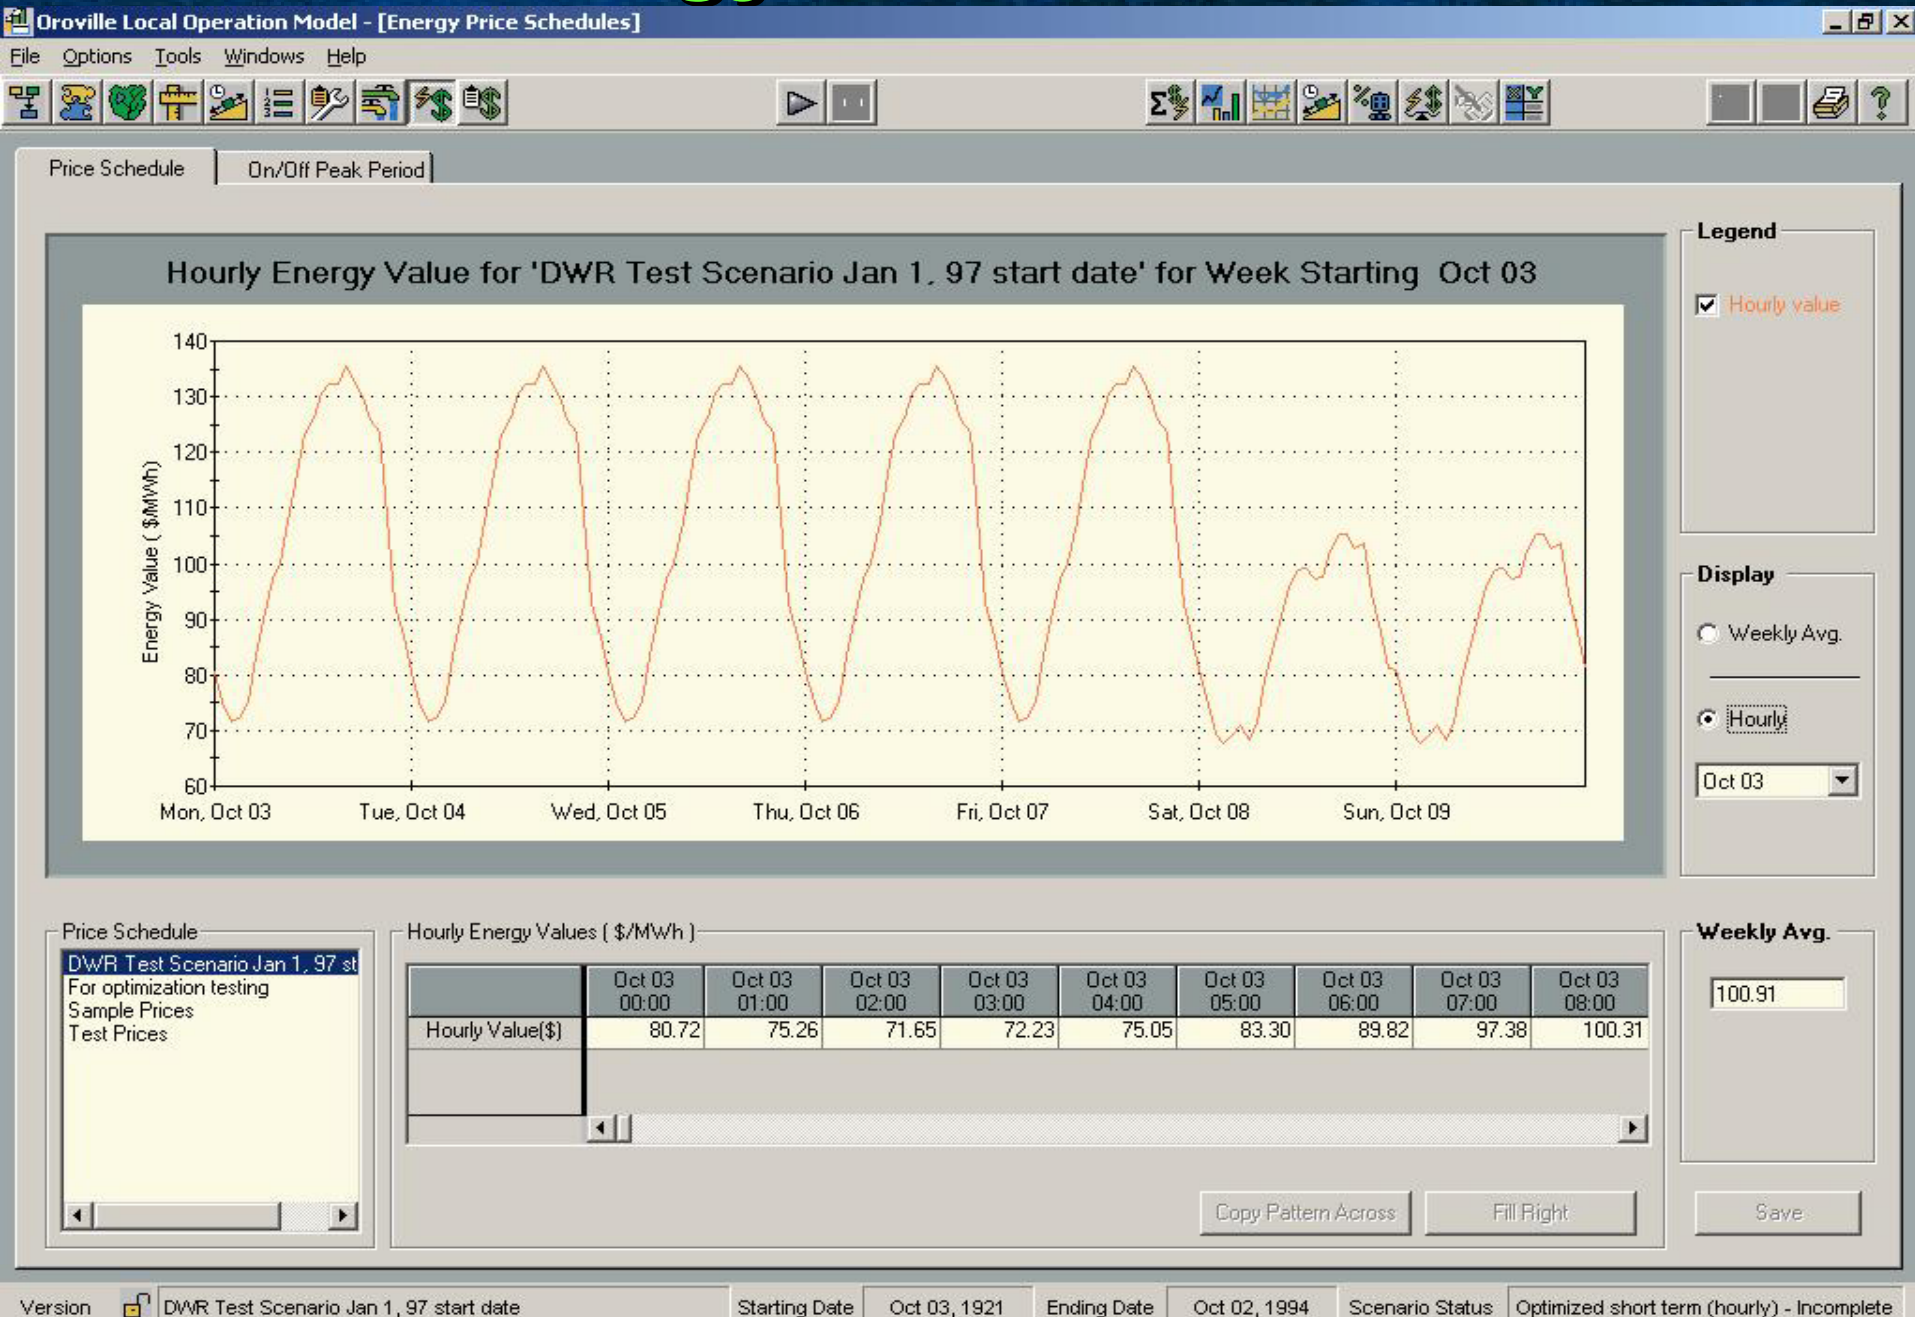 Oroville Local Operation Model - [Energy Price Schedules]
File Options Tools Windows Help
Price Schedule On/Off Peak Period
Hourly Energy Value for 'DWR Test Scenario Jan 1, 97 start date' for Week Starting Oct 03
Energy Value ( $/MWh)
140
130
120
110
100
90
80
70
60
Mon, Oct 03 Tue, Oct 04 Wed, Oct 05 Thu, Oct 06 Fri, Oct 07 Sat, Oct 08 Sun, Oct 09
Legend
Hourly value
Display
Weekly Avg.
Hourly
Oct 03
Price Schedule
DWR Test Scenario Jan 1, 97 st
For optimization testing
Sample Prices
Test Prices
Hourly Energy Values ( $/MWh )
Oct 03 Oct 03 Oct 03 Oct 03 Oct 03 Oct 03 Oct 03 Oct 03 Oct 03
00:00 01:00 02:00 03:00 04:00 05:00 06:00 07:00 08:00
Hourly Value($) 80.72 75.26 71.65 72.23 75.05 83.30 89.82 97.38 100.31
Copy Pattern Across Fill Right
Weekly Avg.
100.91
Save
Version DWR Test Scenario Jan 1, 97 start date Starting Date Oct 03, 1921 Ending Date Oct 02, 1994 Scenario Status Optimized short term (hourly) - Incomplete